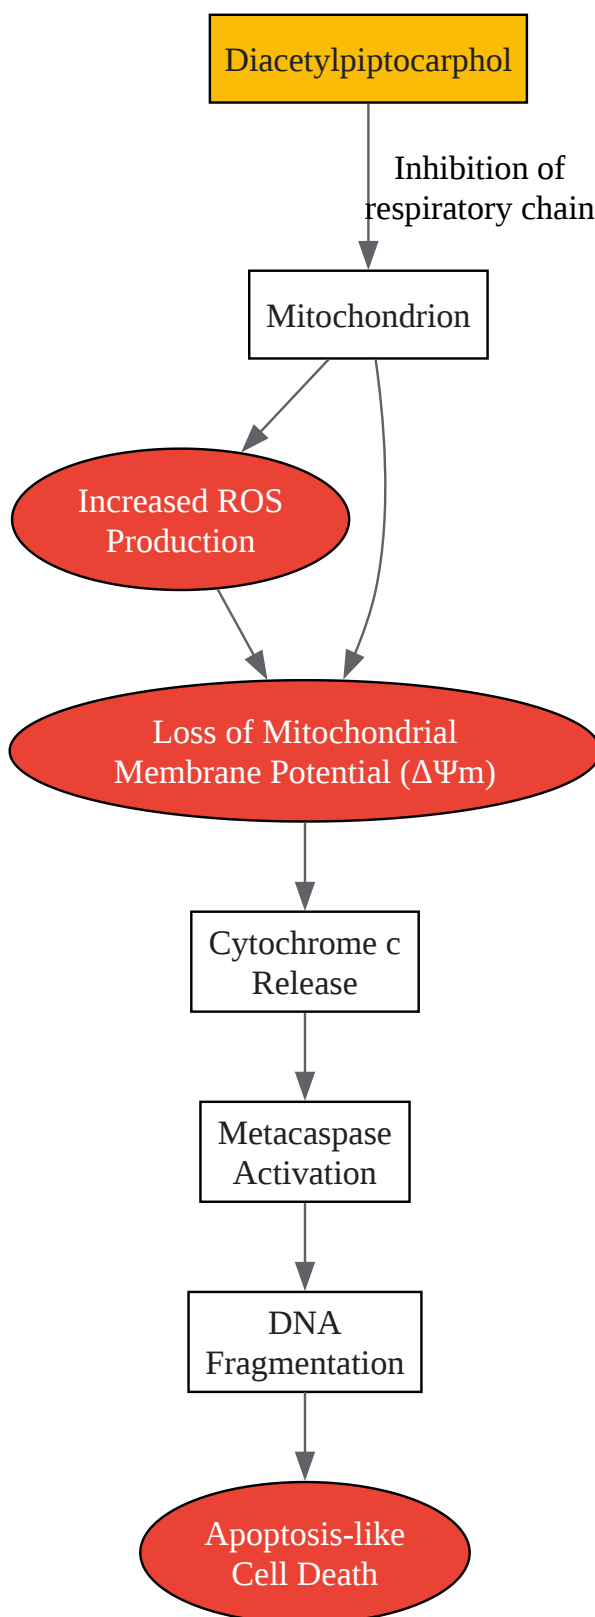 Diacetylpiptocarphol
Inhibition of
respiratory chain
Mitochondrion
Increased ROS
Production
Loss of Mitochondrial
Membrane Potential (ΔΨm)
Cytochrome c
Release
Metacaspase
Activation
DNA
Fragmentation
Apoptosis-like
Cell Death